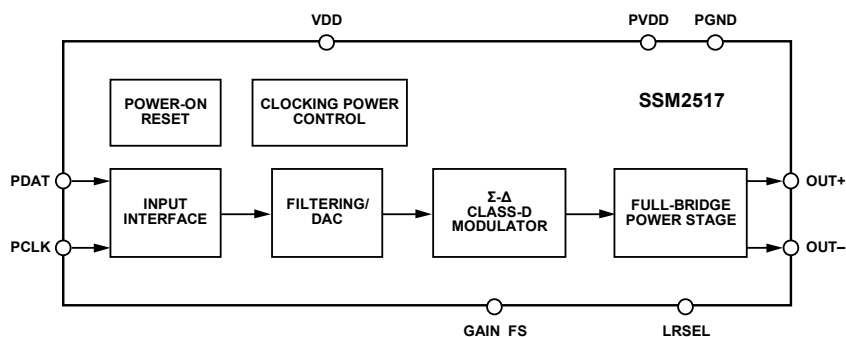 VDD
PVDD
PGND
POWER-ON
RESET
CLOCKING POWER
CONTROL
SSM2517
PDAT
PCLK
INPUT
INTERFACE
FILTERING/
DAC
Σ-Δ
CLASS-D
MODULATOR
FULL-BRIDGE
POWER STAGE
OUT+
OUT–
GAIN_FS
LRSEL